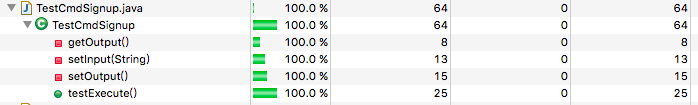 TestCmdSignup.java 100.0 % 64 0 64
TestCmdSignup 100.0 % 64 0 64
getOutput() 100.0 % 8 0 8
setInput(String) 100.0 % 13 0 13
setOutput() 100.0 % 15 0 15
testExecute() 100.0 % 25 0 25